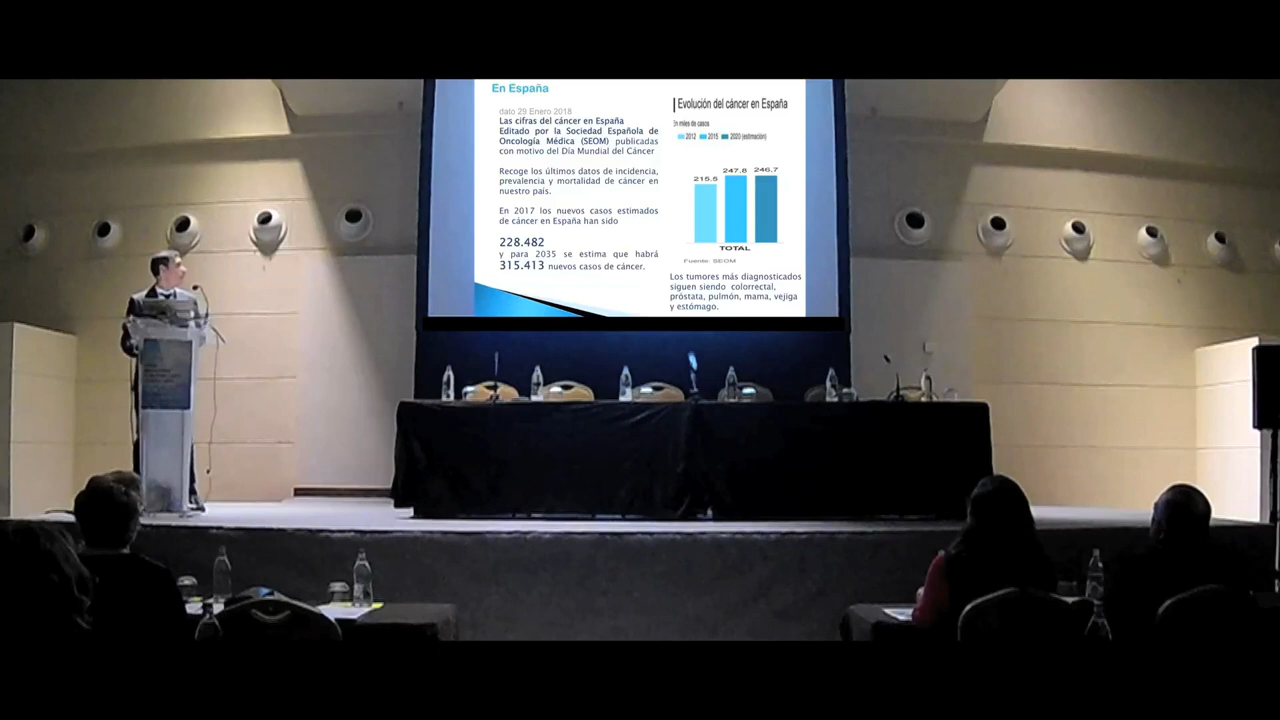 En España
dato 29 Enero 2018
Las cifras del cáncer en España
Editado por la Sociedad Española de
Oncología Médica (SEOM) publicadas
con motivo del Día Mundial del Cáncer
Recoge los últimos datos de incidencia,
prevalencia y mortalidad de cáncer en
nuestro país.
En 2017 los nuevos casos estimados
de cáncer en España han sido
228.482
y para 2035 se estima que habrá
315.413 nuevos casos de cáncer.
Evolución del cáncer en España
En miles de casos
2012 2015 2020 (estimación)
215.5 247.8 246,7
TOTAL
Fuente: SEOM
Los tumores más diagnosticados
siguen siendo colorrectal,
próstata, pulmón, mama, vejiga
y estómago.